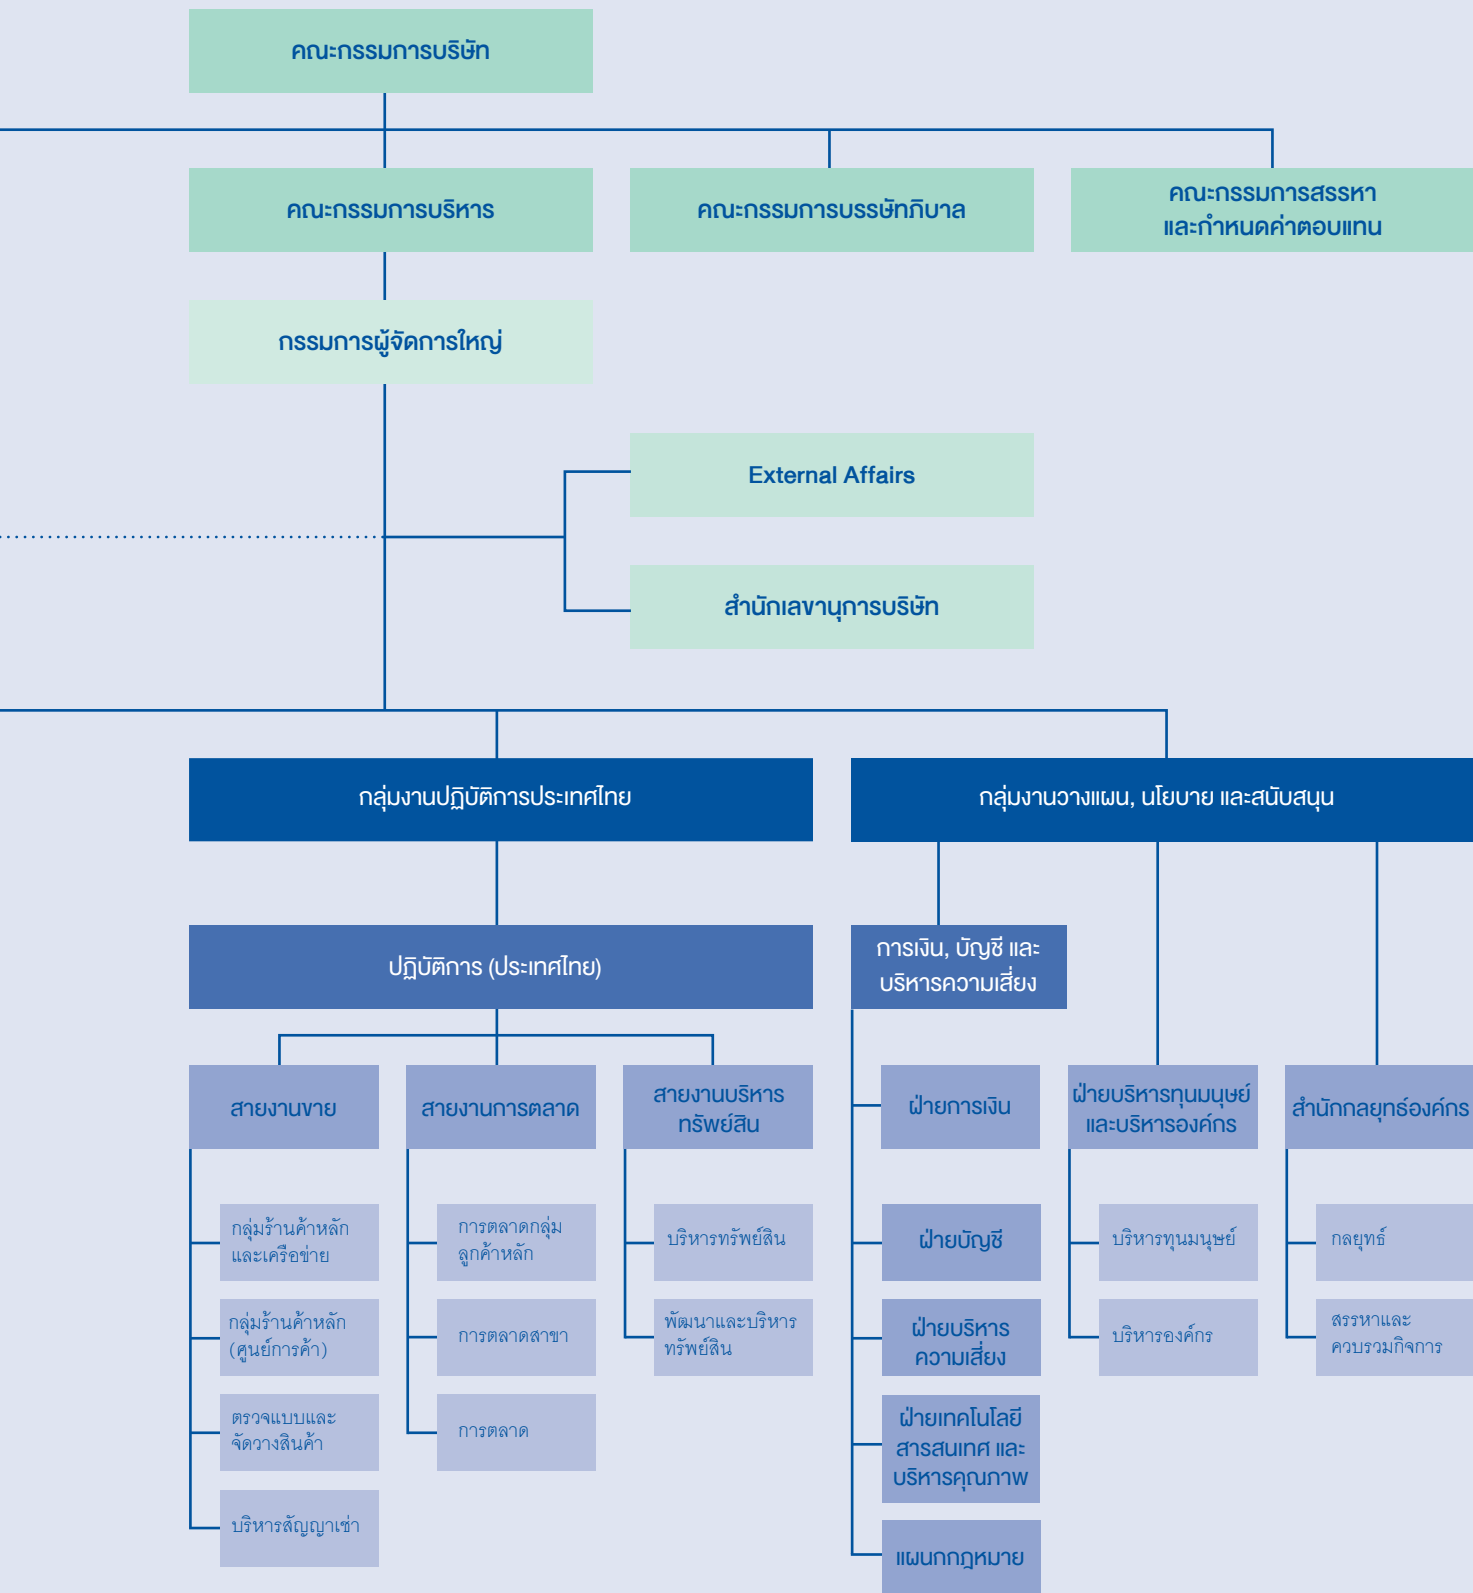 คณะกรรมการบริษัท
คณะกรรมการบริหาร
คณะกรรมการบรรษัทภิบาล
คณะกรรมการสรรหา
และกำหนดค่าตอบแทน
กรรมการผู้จัดการใหญ่
External Affairs
สำนักเลขานุการบริษัท
กลุ่มงานปฏิบัติการประเทศไทย
กลุ่มงานวางแผน, นโยบาย และสนับสนุน
ปฏิบัติการ (ประเทศไทย)
การเงิน, บัญชี และ
บริหารความเสี่ยง
สายงานขาย
สายงานการตลาด
สายงานบริหาร
ทรัพย์สิน
ฝ่ายการเงิน
ฝ่ายบริหารทุนมนุษย์
และบริหารองค์กร
สำนักกลยุทธ์องค์กร
กลุ่มร้านค้าหลัก
และเครือข่าย
การตลาดกลุ่ม
ลูกค้าหลัก
บริหารทรัพย์สิน
ฝ่ายบัญชี
บริหารทุนมนุษย์
กลยุทธ์
กลุ่มร้านค้าหลัก
(ศูนย์การค้า)
การตลาดสาขา
พัฒนาและบริหาร
ทรัพย์สิน
ฝ่ายบริหาร
ความเสี่ยง
บริหารองค์กร
สรรหาและ
ควบรวมกิจการ
ตรวจแบบและ
จัดวางสินค้า
การตลาด
ฝ่ายเทคโนโลยี
สารสนเทศ และ
บริหารคุณภาพ
บริหารสัญญาเช่า
แผนกกฎหมาย